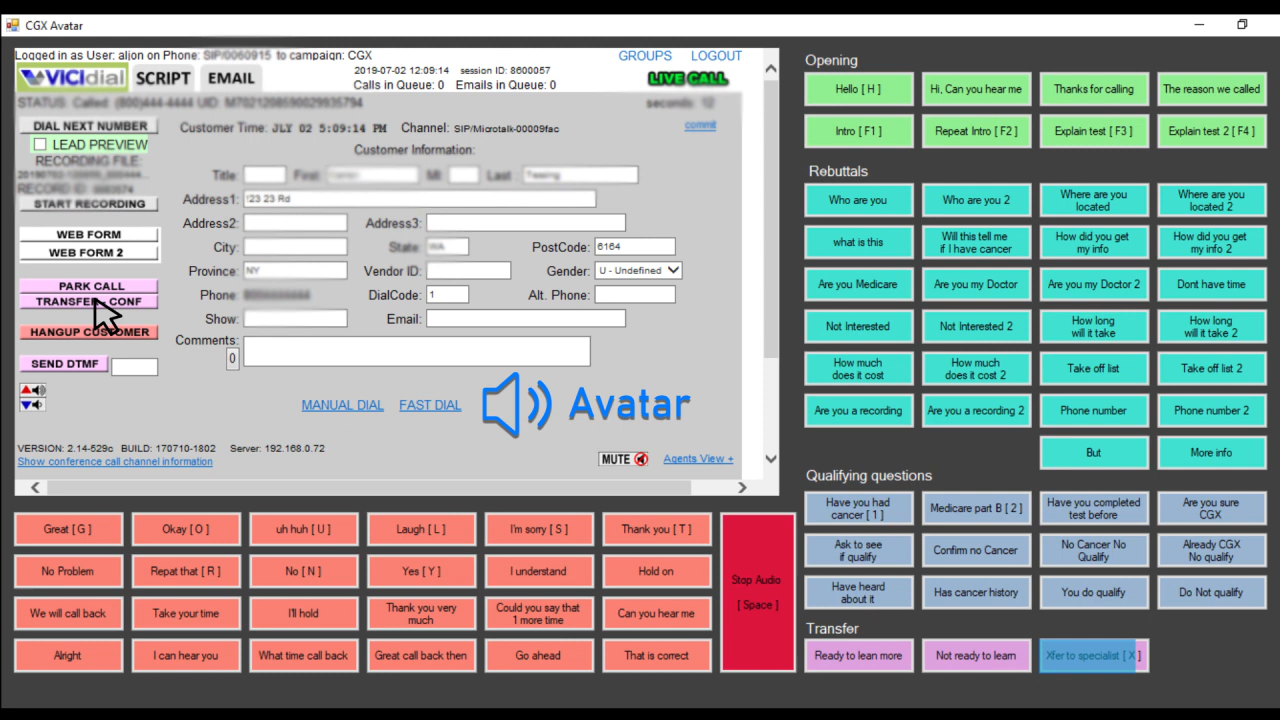 CGX Avatar
Logged in as User: aljon on Phone: SIP/0060915 to campaign: CGX
GROUPS LOGOUT
VICIdial SCRIPT EMAIL
2019-07-02 12:09:14 session ID: 8600057
Calls in Queue: 0 Emails in Queue: 0
LIVE CALL
STATUS: Called: (800)444-4444 UID:
seconds: 12
DIAL NEXT NUMBER
LEAD PREVIEW
RECORDING FILE:
RECORD ID:
START RECORDING
WEB FORM
WEB FORM 2
PARK CALL
TRANSFER - CONF
HANGUP CUSTOMER
SEND DTMF
Customer Time: JLY 02 5:09:14 PM Channel: SIP/Microtalk-00009fac
commit
Customer Information:
Title: First: MI: Last: Testing
Address1: 123 23 Rd
Address2: Address3:
City: State: WA PostCode: 6164
Province: NY Vendor ID: Gender: U - Undefined
Phone: DialCode: 1 Alt. Phone:
Show: Email:
Comments:
0
MANUAL DIAL FAST DIAL
Avatar
VERSION: 2.14-529c BUILD: 170710-1802 Server: 192.168.0.72
Show conference call channel information
MUTE Agents View +
Great [ G ] Okay [ O ] uh huh [ U ] Laugh [ L ] I'm sorry [ S ] Thank you [ T ]
No Problem Repat that [ R ] No [ N ] Yes [ Y ] I understand Hold on
We will call back Take your time I'll hold Thank you very much Could you say that 1 more time Can you hear me
Alright I can hear you What time call back Great call back then Go ahead That is correct
Stop Audio
[ Space ]
Opening
Hello [ H ] Hi, Can you hear me Thanks for calling The reason we called
Intro [ F1 ] Repeat Intro [ F2 ] Explain test [ F3 ] Explain test 2 [ F4 ]
Rebuttals
Who are you Who are you 2 Where are you located Where are you located 2
what is this Will this tell me if I have cancer How did you get my info How did you get my info 2
Are you Medicare Are you my Doctor Are you my Doctor 2 Dont have time
Not Interested Not Interested 2 How long will it take How long will it take 2
How much does it cost How much does it cost 2 Take off list Take off list 2
Are you a recording Are you a recording 2 Phone number Phone number 2
But More info
Qualifying questions
Have you had cancer [ 1 ] Medicare part B [ 2 ] Have you completed test before Are you sure CGX
Ask to see if qualify Confirm no Cancer No Cancer No Qualify Already CGX No qualify
Have heard about it Has cancer history You do qualify Do Not qualify
Transfer
Ready to lean more Not ready to learn Xfer to specialist [ X ]